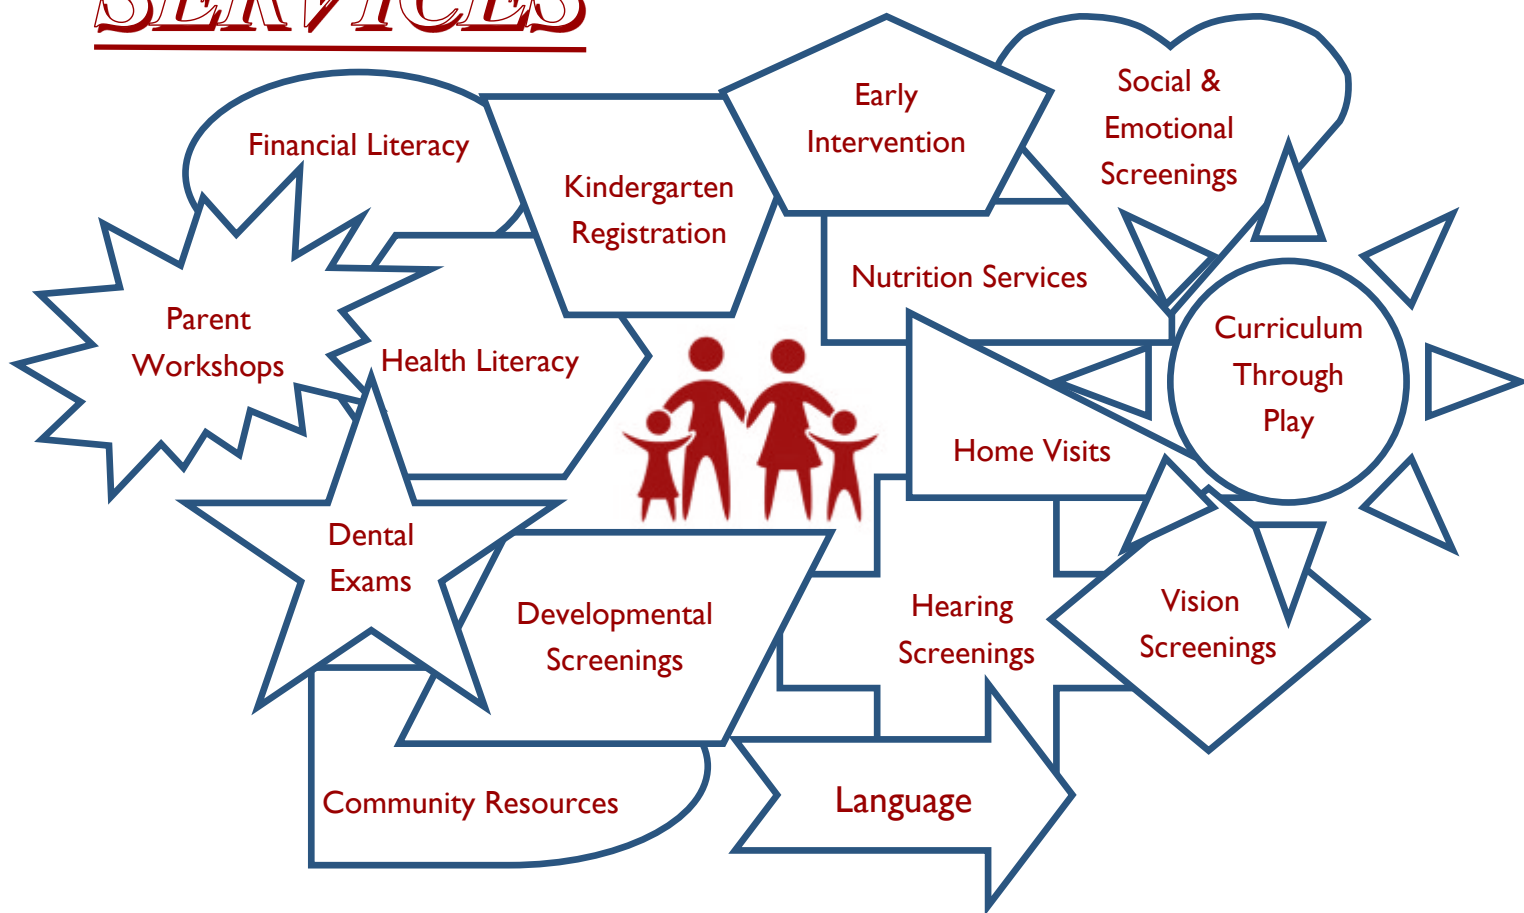 SERVICES
Financial Literacy
Kindergarten
Registration
Early
Intervention
Social &
Emotional
Screenings
Nutrition Services
Parent
Workshops
Health Literacy
Curriculum
Through
Play
Home Visits
Dental
Exams
Developmental
Screenings
Hearing
Screenings
Vision
Screenings
Community Resources
Language